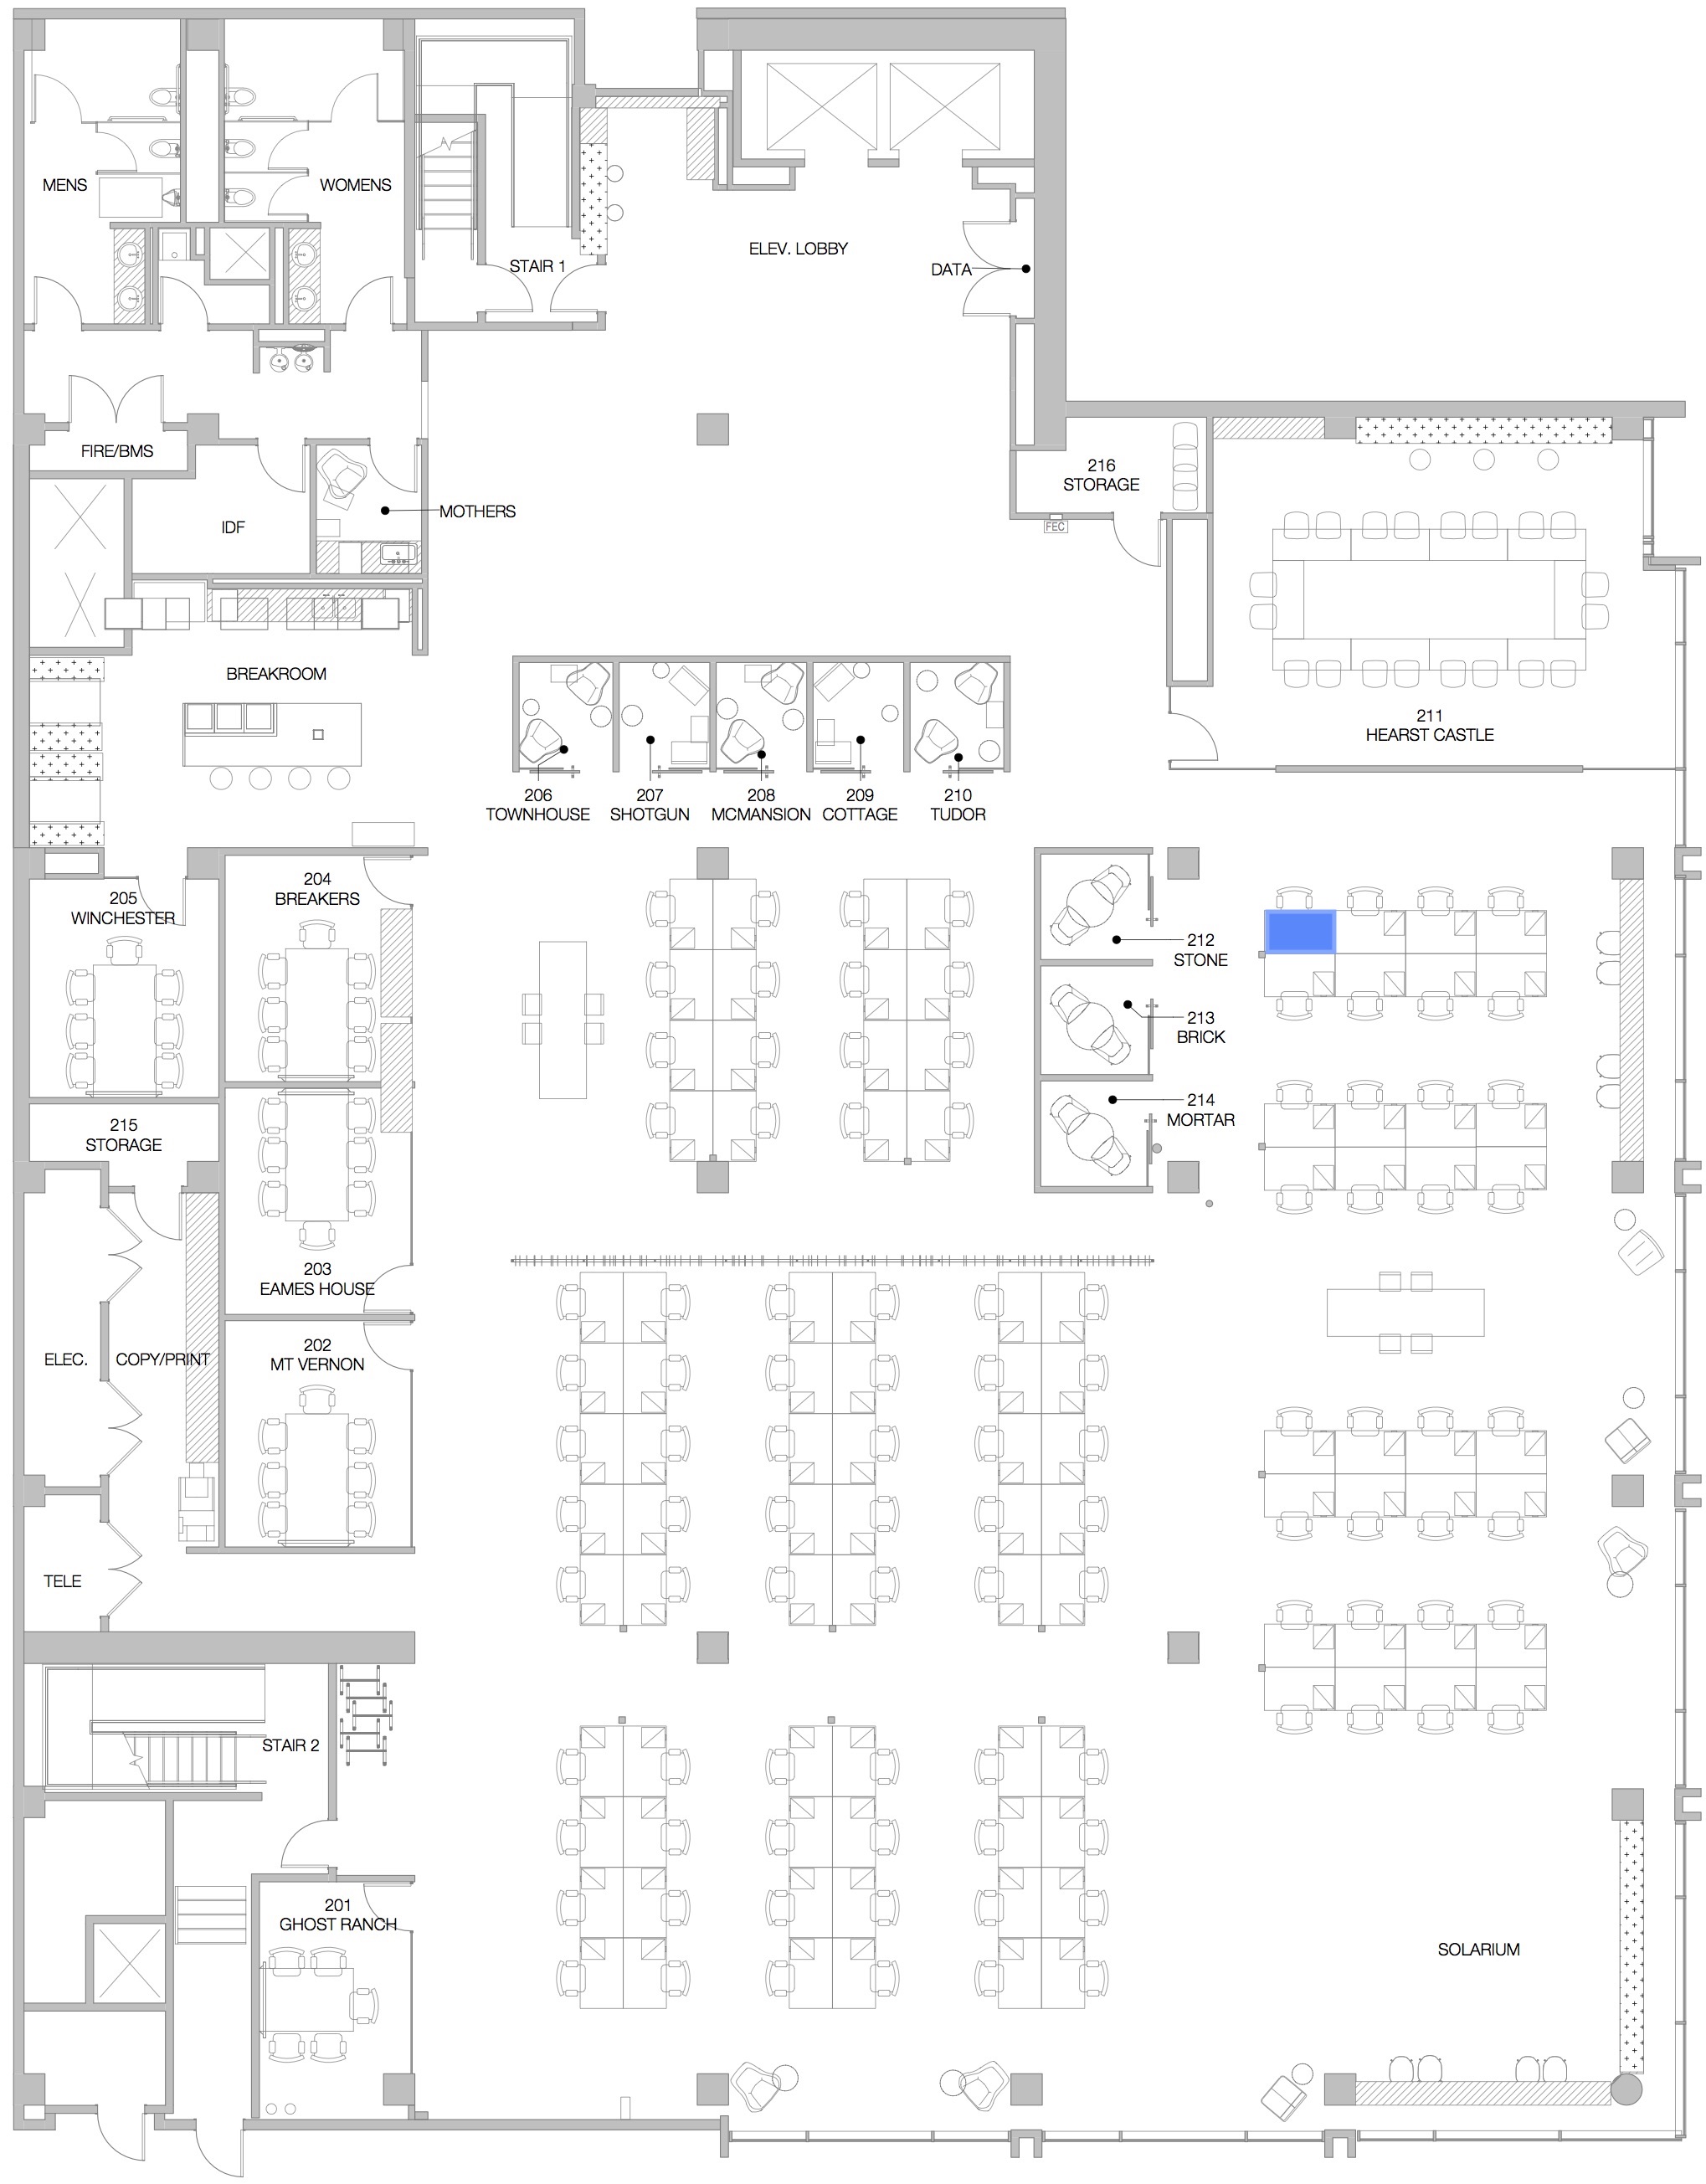 MENS
WOMENS
STAIR 1
ELEV. LOBBY
DATA
FIRE/BMS
IDF
MOTHERS
216
STORAGE
FEC
BREAKROOM
211
HEARST CASTLE
206
TOWNHOUSE
207
SHOTGUN
208
MCMANSION
209
COTTAGE
210
TUDOR
205
WINCHESTER
204
BREAKERS
212
STONE
213
BRICK
214
MORTAR
215
STORAGE
203
EAMES HOUSE
ELEC.
COPY/PRINT
202
MT VERNON
TELE
STAIR 2
201
GHOST RANCH
SOLARIUM